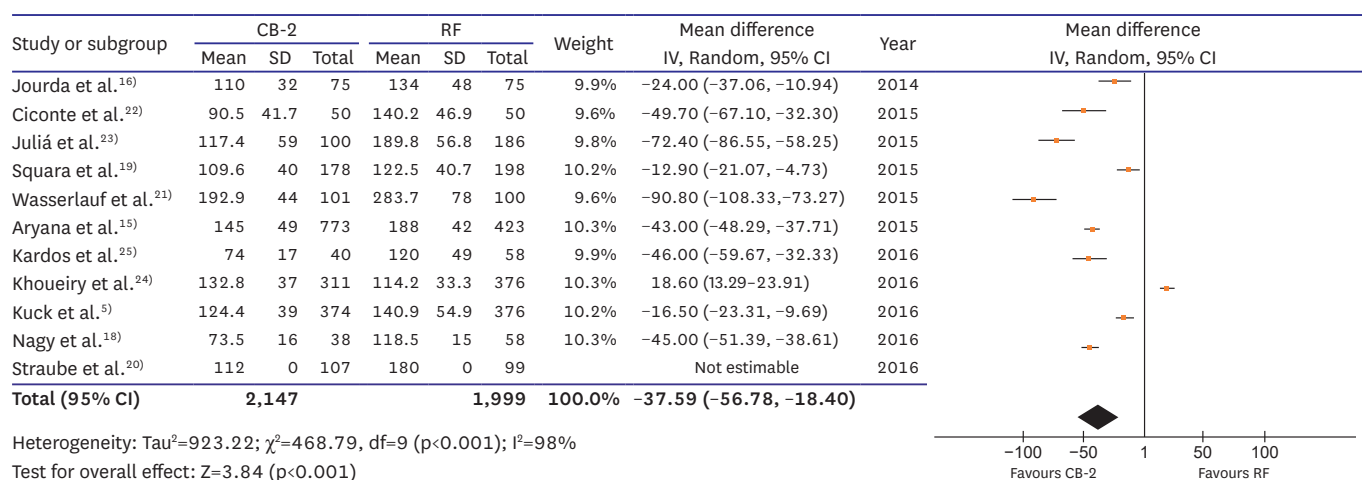 Study or subgroup CB-2 RF Weight Mean difference Year Mean difference
Mean SD Total Mean SD Total IV, Random, 95% CI IV, Random, 95% CI
Jourda et al.16) 110 32 75 134 48 75 9.9% −24.00 (−37.06, −10.94) 2014
Ciconte et al.22) 90.5 41.7 50 140.2 46.9 50 9.6% −49.70 (−67.10, −32.30) 2015
Juliá et al.23) 117.4 59 100 189.8 56.8 186 9.8% −72.40 (−86.55, −58.25) 2015
Squara et al.19) 109.6 40 178 122.5 40.7 198 10.2% −12.90 (−21.07, −4.73) 2015
Wasserlauf et al.21) 192.9 44 101 283.7 78 100 9.6% −90.80 (−108.33,−73.27) 2015
Aryana et al.15) 145 49 773 188 42 423 10.3% −43.00 (−48.29, −37.71) 2015
Kardos et al.25) 74 17 40 120 49 58 9.9% −46.00 (−59.67, −32.33) 2016
Khoueiry et al.24) 132.8 37 311 114.2 33.3 376 10.3% 18.60 (13.29–23.91) 2016
Kuck et al.5) 124.4 39 374 140.9 54.9 376 10.2% −16.50 (−23.31, −9.69) 2016
Nagy et al.18) 73.5 16 38 118.5 15 58 10.3% −45.00 (−51.39, −38.61) 2016
Straube et al.20) 112 0 107 180 0 99 Not estimable 2016
Total (95% CI) 2,147 1,999 100.0% −37.59 (−56.78, −18.40)
Heterogeneity: Tau2=923.22; χ2=468.79, df=9 (p<0.001); I2=98%
Test for overall effect: Z=3.84 (p<0.001)
−100 −50 1 50 100
Favours CB-2 Favours RF